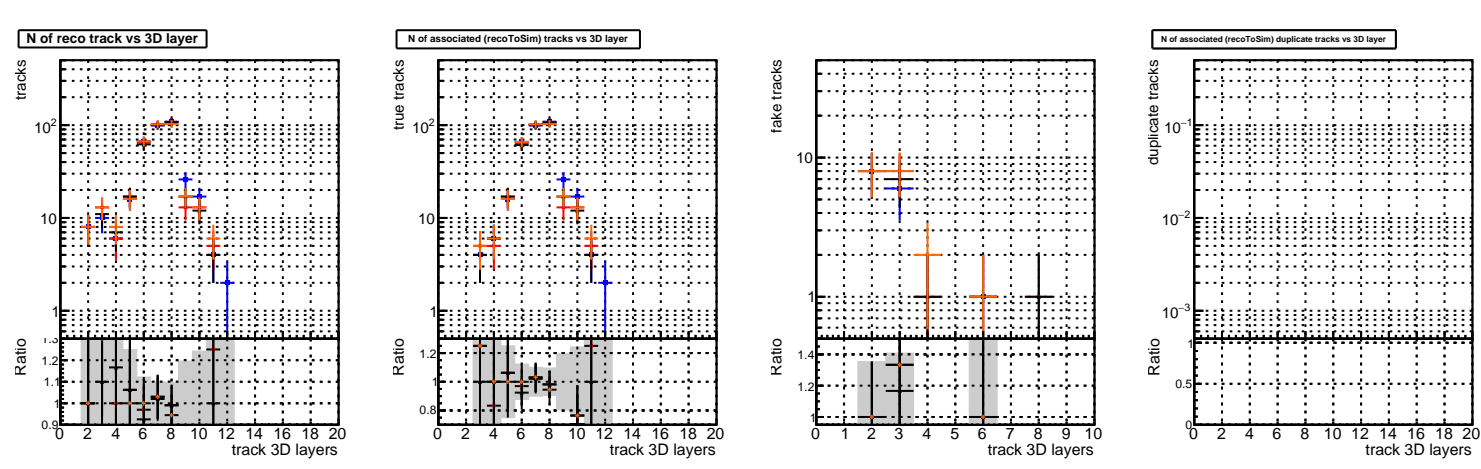 N of reco track vs 3D layer
tracks
10²
10
1
Ratio
1.3
1.2
1.1
1
0.9
0 2 4 6 8 10 12 14 16 18 20
track 3D layers
N of associated (recoToSim) tracks vs 3D layer
true tracks
10²
10
1
Ratio
1.2
1
0.8
0 2 4 6 8 10 12 14 16 18 20
track 3D layers
fake tracks
10
1
Ratio
1.4
1.2
1
0 1 2 3 4 5 6 7 8 9 10
track 3D layers
N of associated (recoToSim) duplicate tracks vs 3D layer
duplicate tracks
10⁻¹
10⁻²
10⁻³
Ratio
1
0.5
0
0 2 4 6 8 10 12 14 16 18 20
track 3D layers